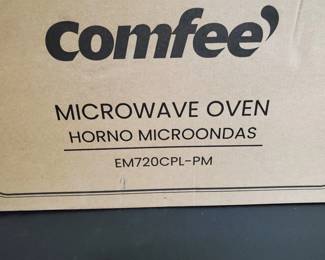 comfee'
MICROWAVE OVEN
HORNO MICROONDAS
EM720CPL-PM